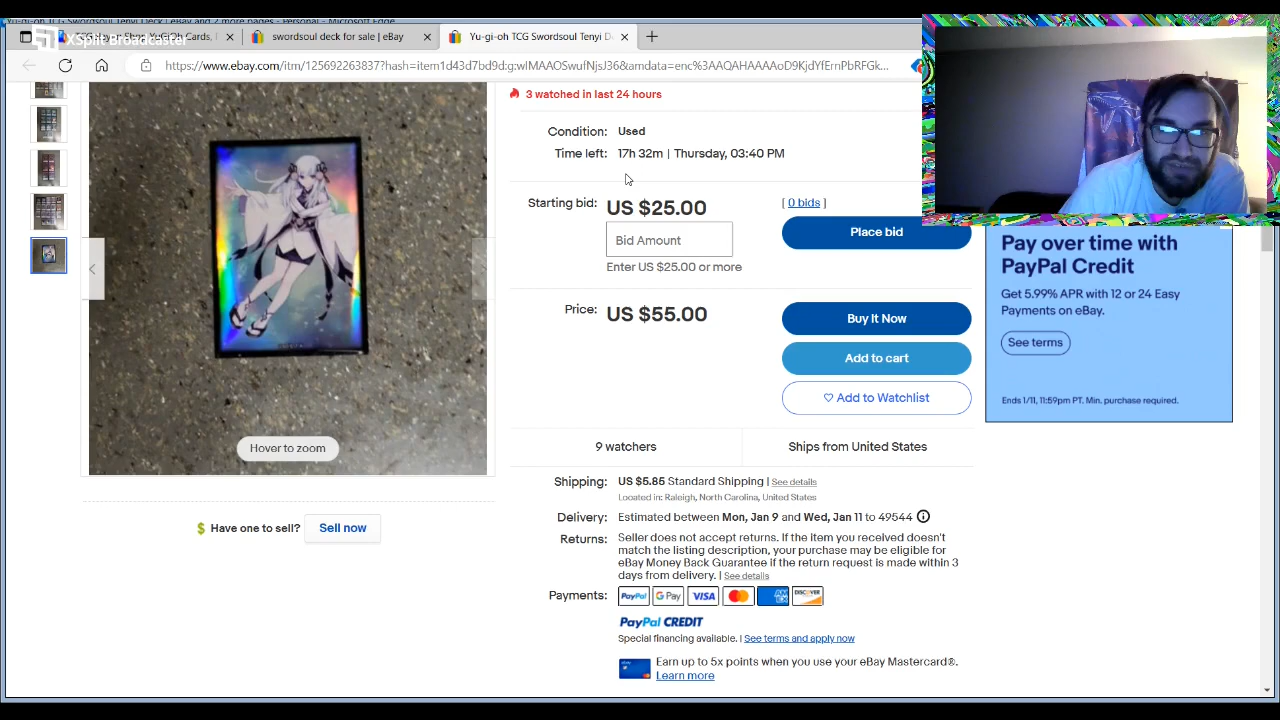 Yu-gi-oh TCG Swordsoul Tenyi Deck | eBay and 2 more pages - Personal - Microsoft Edge
XSplit Broadcaster
swordsoul deck for sale | eBay
Yu-gi-oh TCG Swordsoul Tenyi D
https://www.ebay.com/itm/125692263837?hash=item1d43d7bd9d:g:wIMAAOSwufNjsJ36&amdata=enc%3AAQAHAAAAoD9KjdYfErnPbRFGk...
3 watched in last 24 hours
Condition: Used
Time left: 17h 32m | Thursday, 03:40 PM
Starting bid: US $25.00 [ 0 bids ]
Bid Amount
Place bid
Enter US $25.00 or more
Price: US $55.00
Buy It Now
Add to cart
Add to Watchlist
9 watchers
Ships from United States
Shipping: US $5.85 Standard Shipping | See details
Located in: Raleigh, North Carolina, United States
Delivery: Estimated between Mon, Jan 9 and Wed, Jan 11 to 49544
Returns: Seller does not accept returns. If the item you received doesn't
match the listing description, your purchase may be eligible for
eBay Money Back Guarantee if the return request is made within 3
days from delivery. | See details
Payments: PayPal G Pay VISA AM EX DISCOVER
PayPal CREDIT
Special financing available. | See terms and apply now
ebay
Earn up to 5x points when you use your eBay Mastercard®.
Learn more
Hover to zoom
Have one to sell?
Sell now
Pay over time with
PayPal Credit
Get 5.99% APR with 12 or 24 Easy
Payments on eBay.
See terms
Ends 1/11, 11:59pm PT. Min. purchase required.